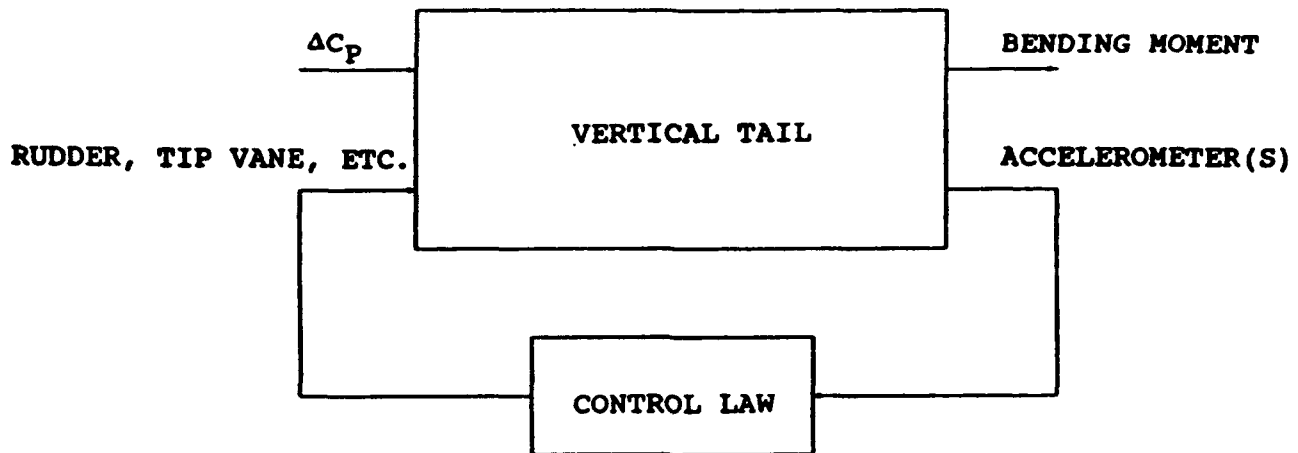 ΔCP
BENDING MOMENT
VERTICAL TAIL
RUDDER, TIP VANE, ETC.
ACCELEROMETER(S)
CONTROL LAW